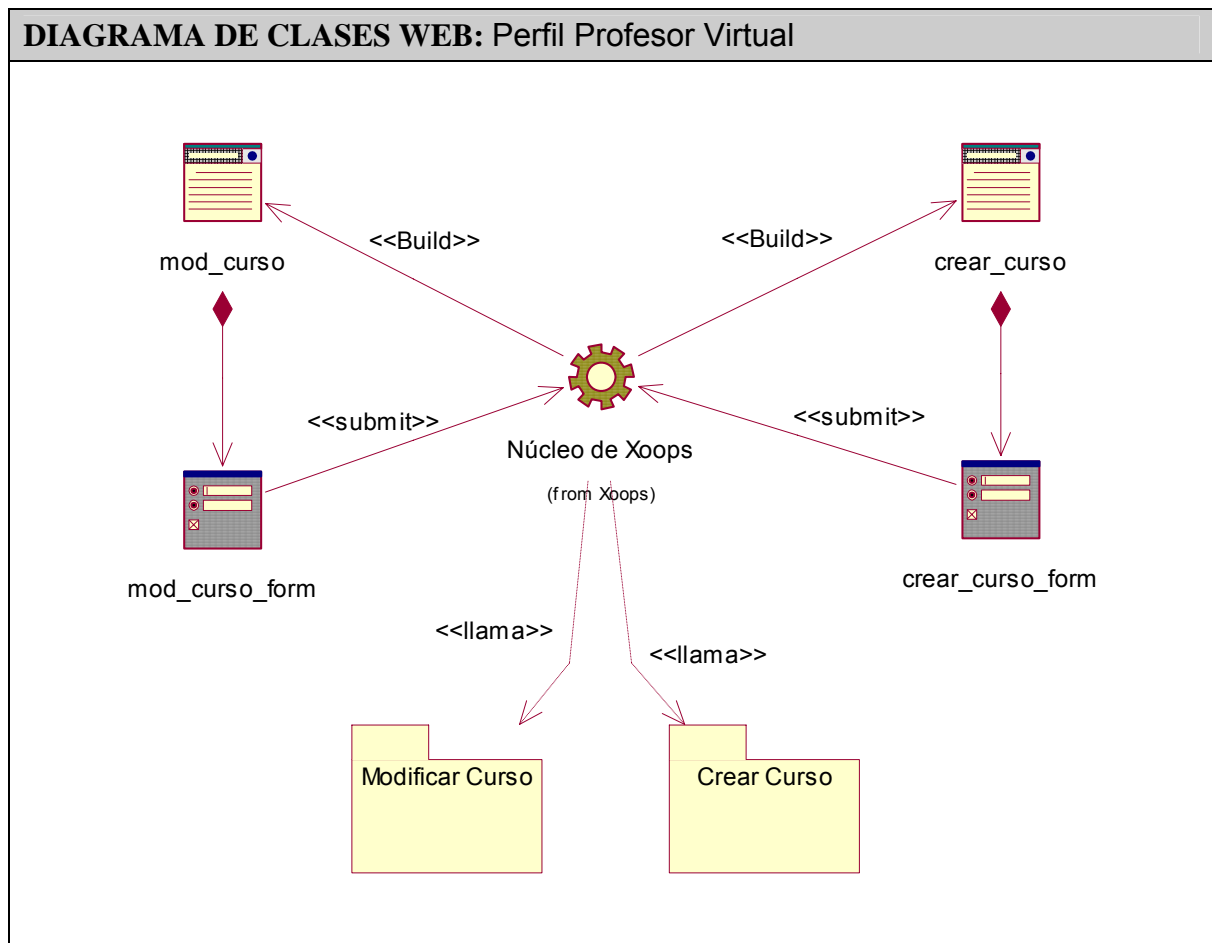 DIAGRAMA DE CLASES WEB: Perfil Profesor Virtual
mod_curso
crear_curso
<<Build>>
<<Build>>
<<submit>>
<<submit>>
Núcleo de Xoops
(from Xoops)
mod_curso_form
crear_curso_form
<<llama>>
<<llama>>
Modificar Curso
Crear Curso